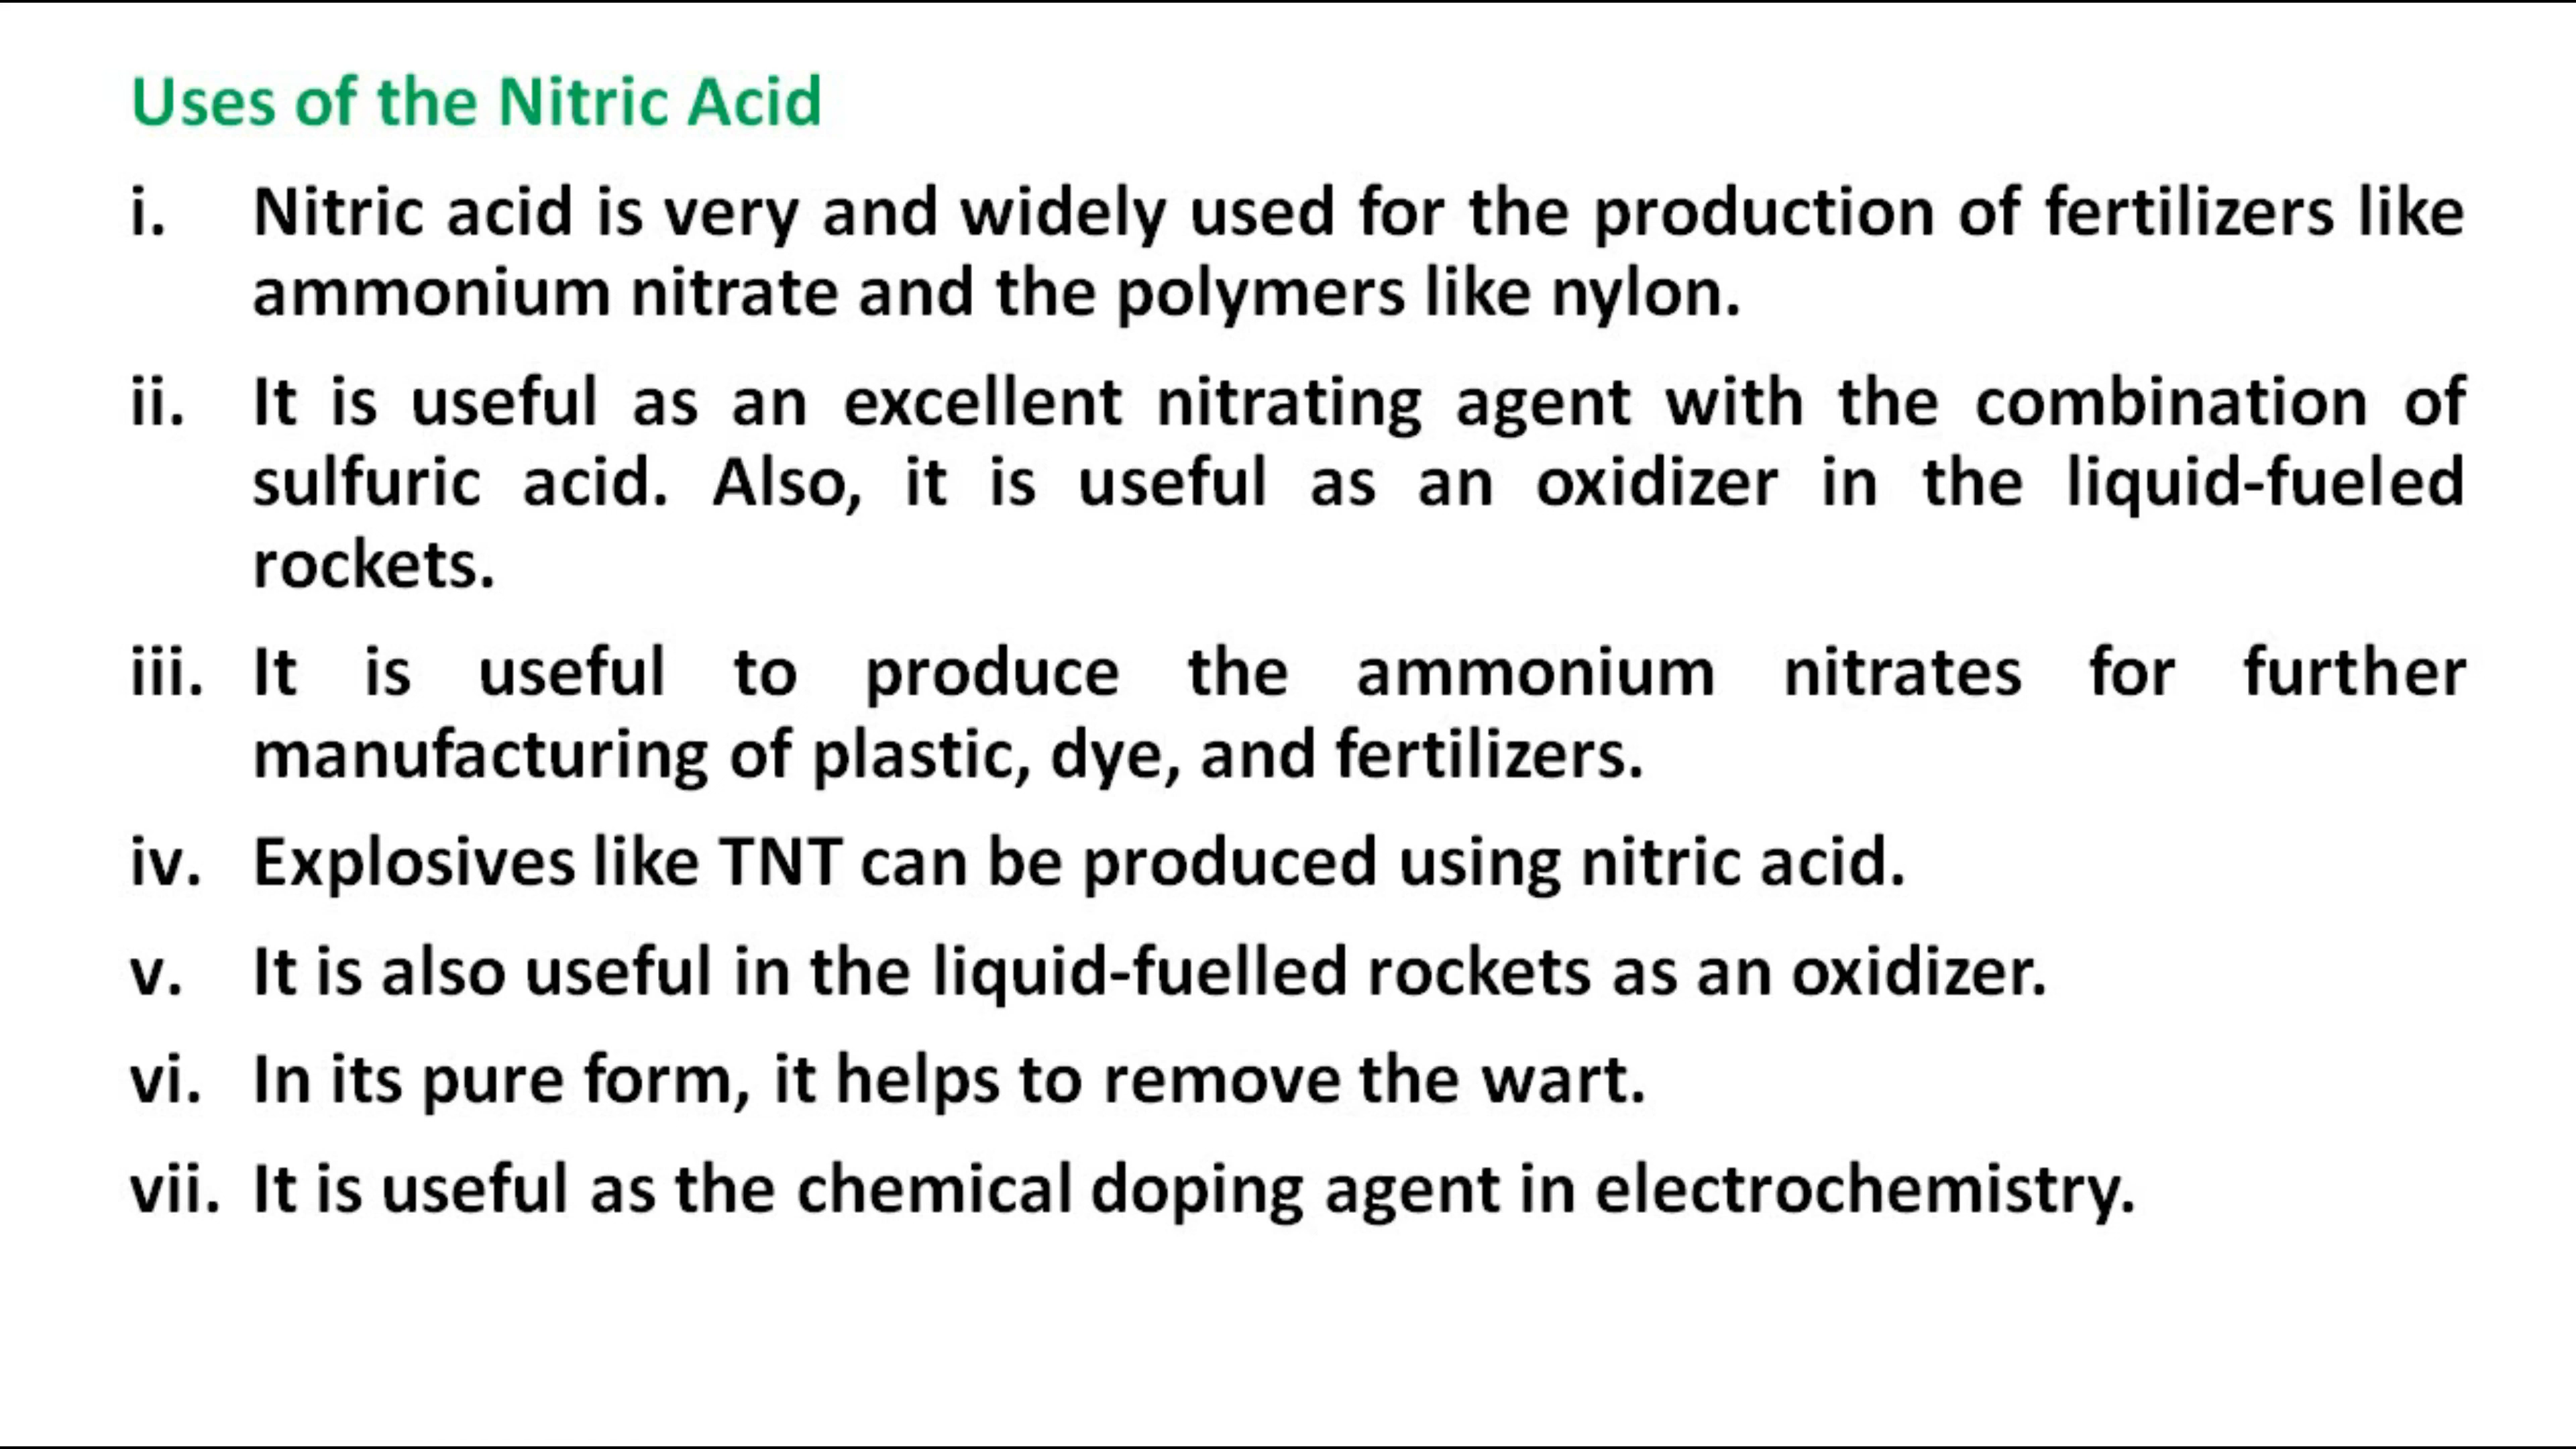 Uses of the Nitric Acid
i. Nitric acid is very and widely used for the production of fertilizers like
ammonium nitrate and the polymers like nylon.
ii. It is useful as an excellent nitrating agent with the combination of
sulfuric acid. Also, it is useful as an oxidizer in the liquid-fueled
rockets.
iii. It is useful to produce the ammonium nitrates for further
manufacturing of plastic, dye, and fertilizers.
iv. Explosives like TNT can be produced using nitric acid.
v. It is also useful in the liquid-fuelled rockets as an oxidizer.
vi. In its pure form, it helps to remove the wart.
vii. It is useful as the chemical doping agent in electrochemistry.